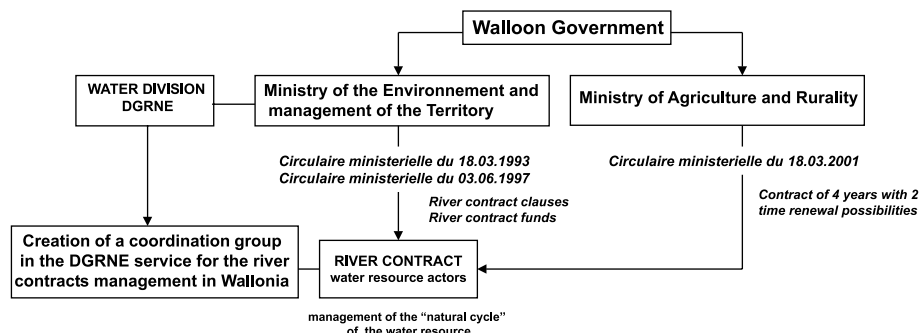 Walloon Government
WATER DIVISION
DGRNE
Ministry of the Environnement and
management of the Territory
Ministry of Agriculture and Rurality
Circulaire ministerielle du 18.03.1993
Circulaire ministerielle du 03.06.1997
Circulaire ministerielle du 18.03.2001
River contract clauses
River contract funds
Contract of 4 years with 2
time renewal possibilities
Creation of a coordination group
in the DGRNE service for the river
contracts management in Wallonia
RIVER CONTRACT
water resource actors
management of the “natural cycle”
of the water resource